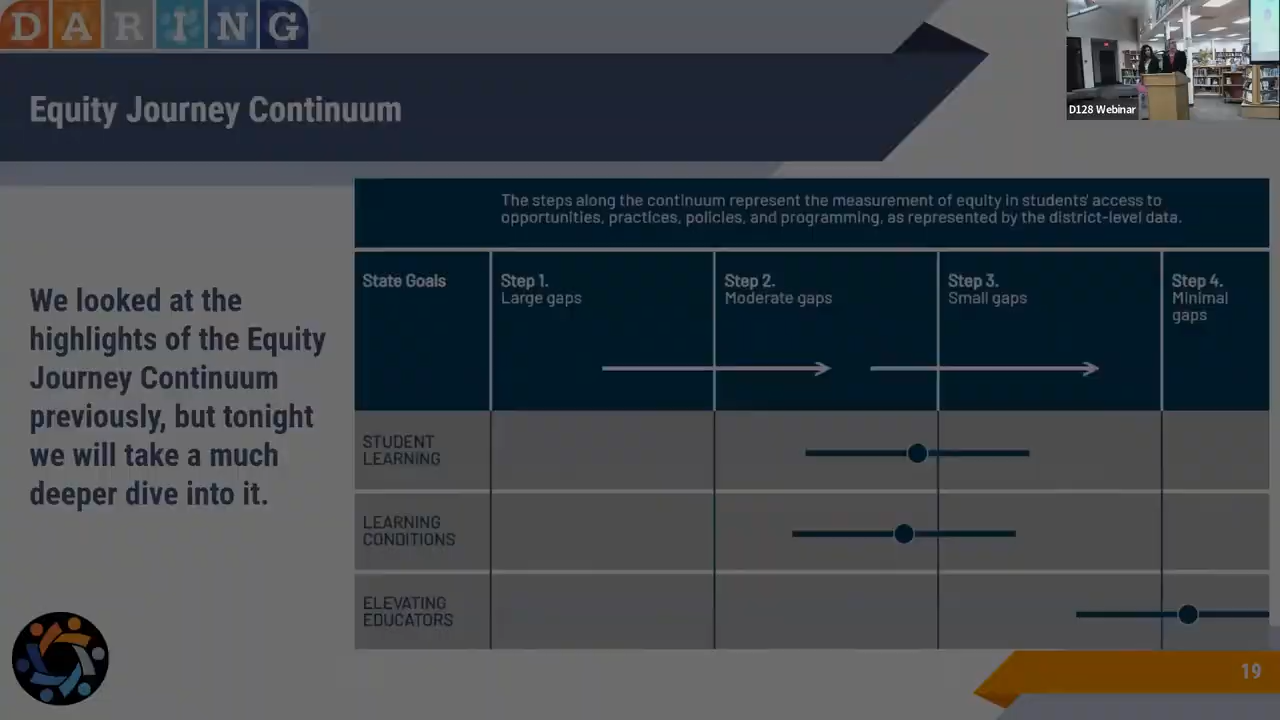 DARING
D128 Webinar
Equity Journey Continuum
We looked at the
highlights of the Equity
Journey Continuum
previously, but tonight
we will take a much
deeper dive into it.
The steps along the continuum represent the measurement of equity in students' access to
opportunities, practices, policies, and programming, as represented by the district-level data.
State Goals
Step 1.
Large gaps
Step 2.
Moderate gaps
Step 3.
Small gaps
Step 4.
Minimal
gaps
STUDENT
LEARNING
LEARNING
CONDITIONS
ELEVATING
EDUCATORS
19